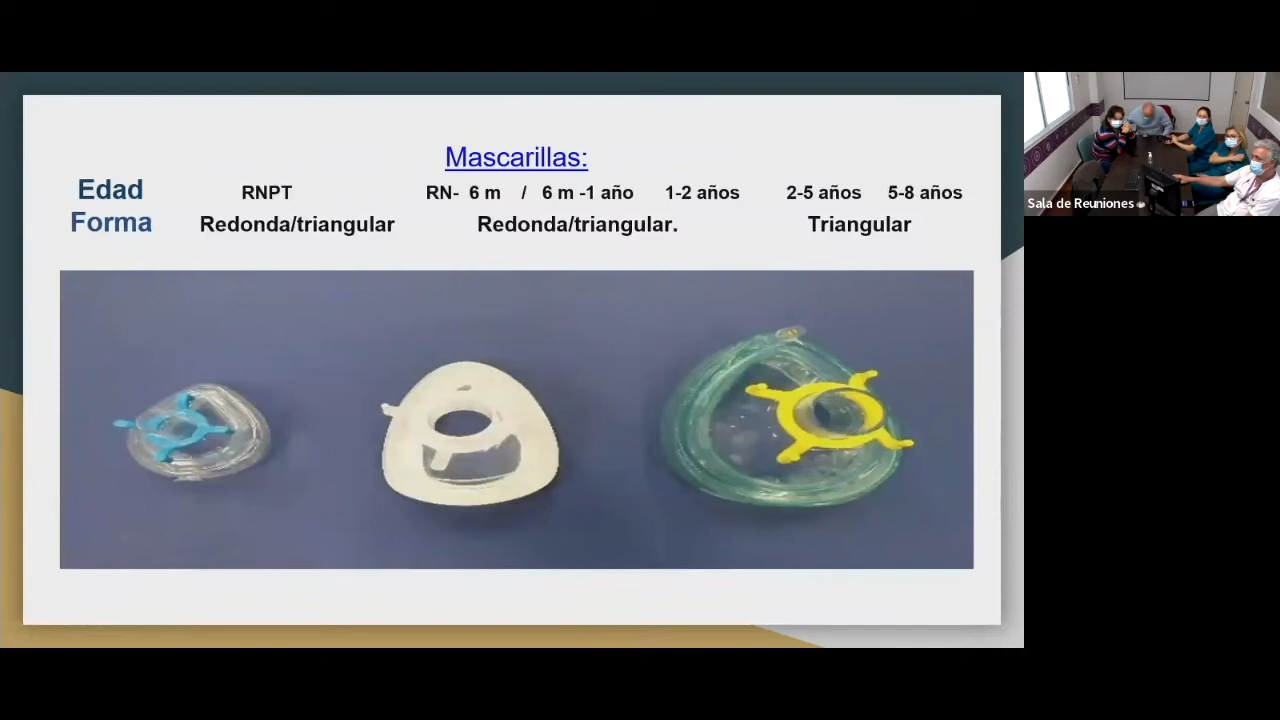 Mascarillas:
Edad RNPT RN- 6 m / 6 m -1 año 1-2 años 2-5 años 5-8 años
Forma Redonda/triangular Redonda/triangular. Triangular
Sala de Reuniones